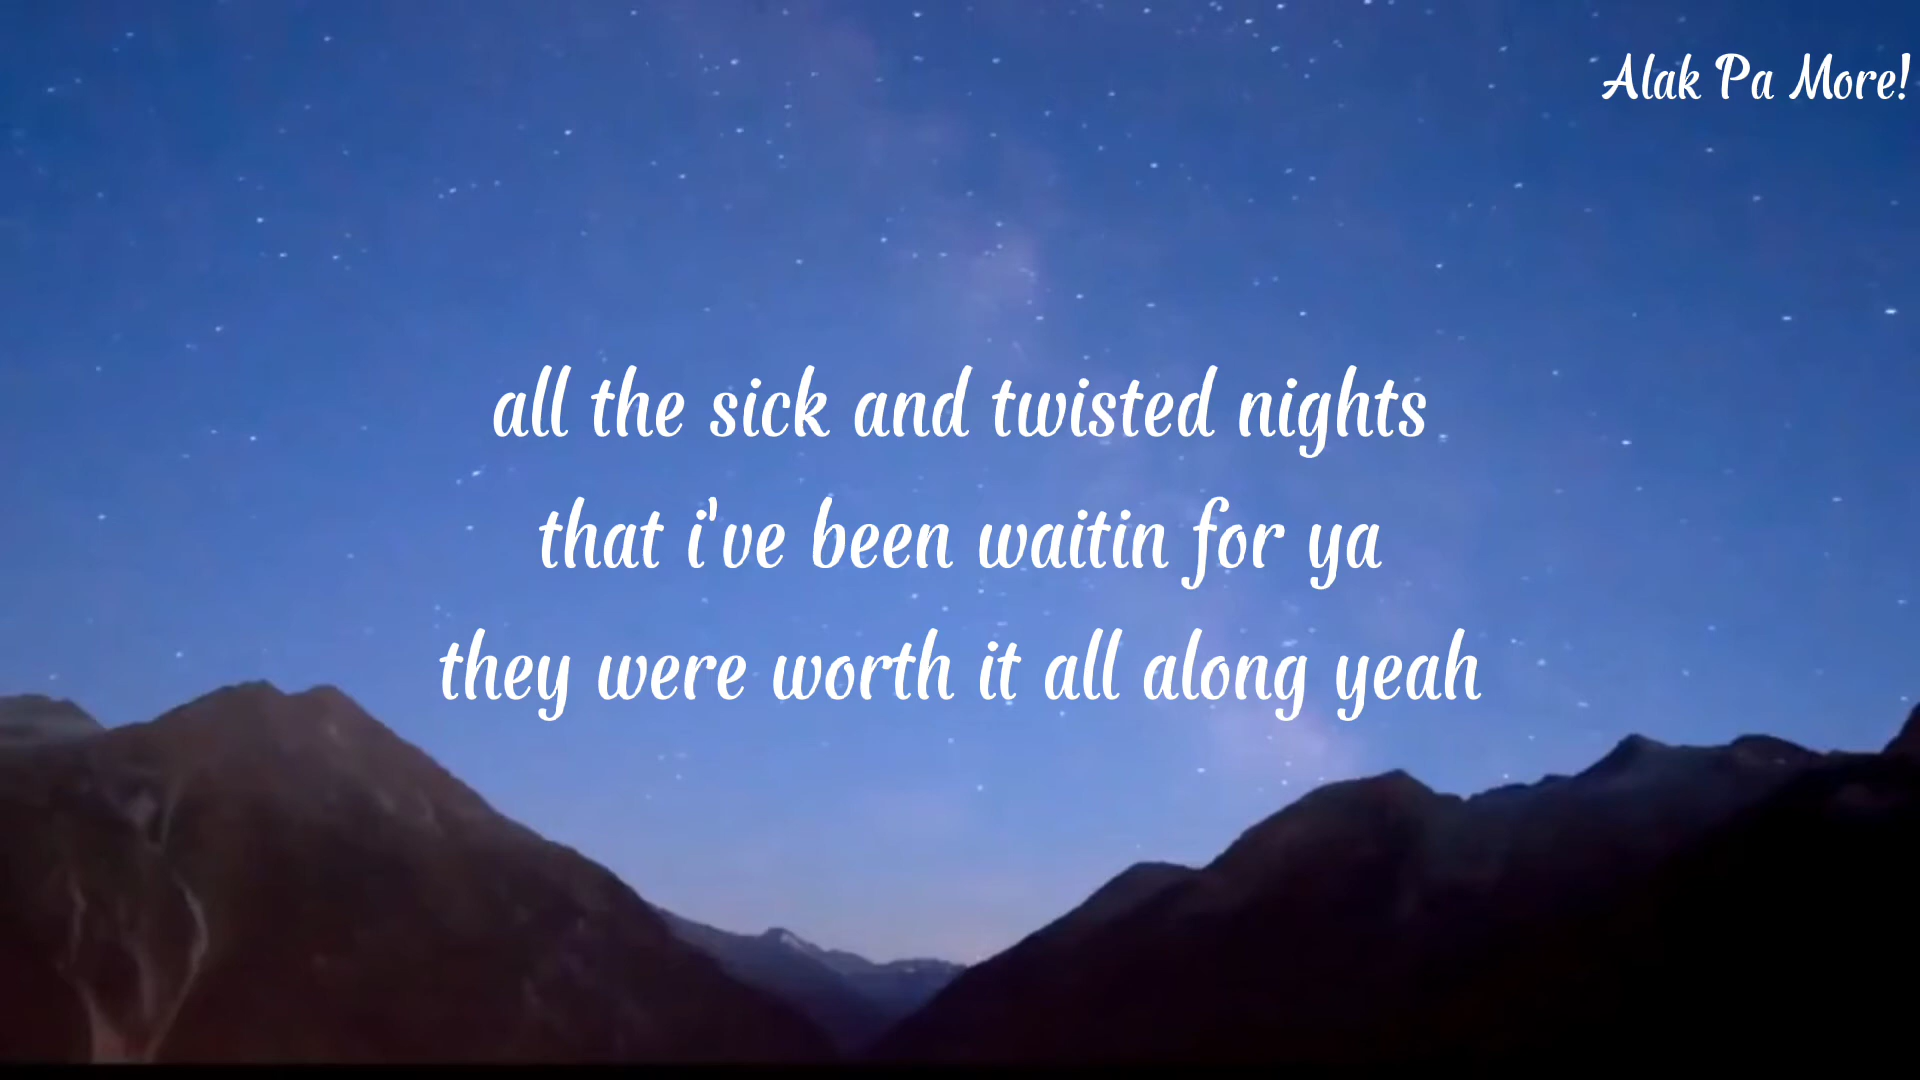 Alak Pa More!
all the sick and twisted nights
that i've been waitin for ya
they were worth it all along yeah